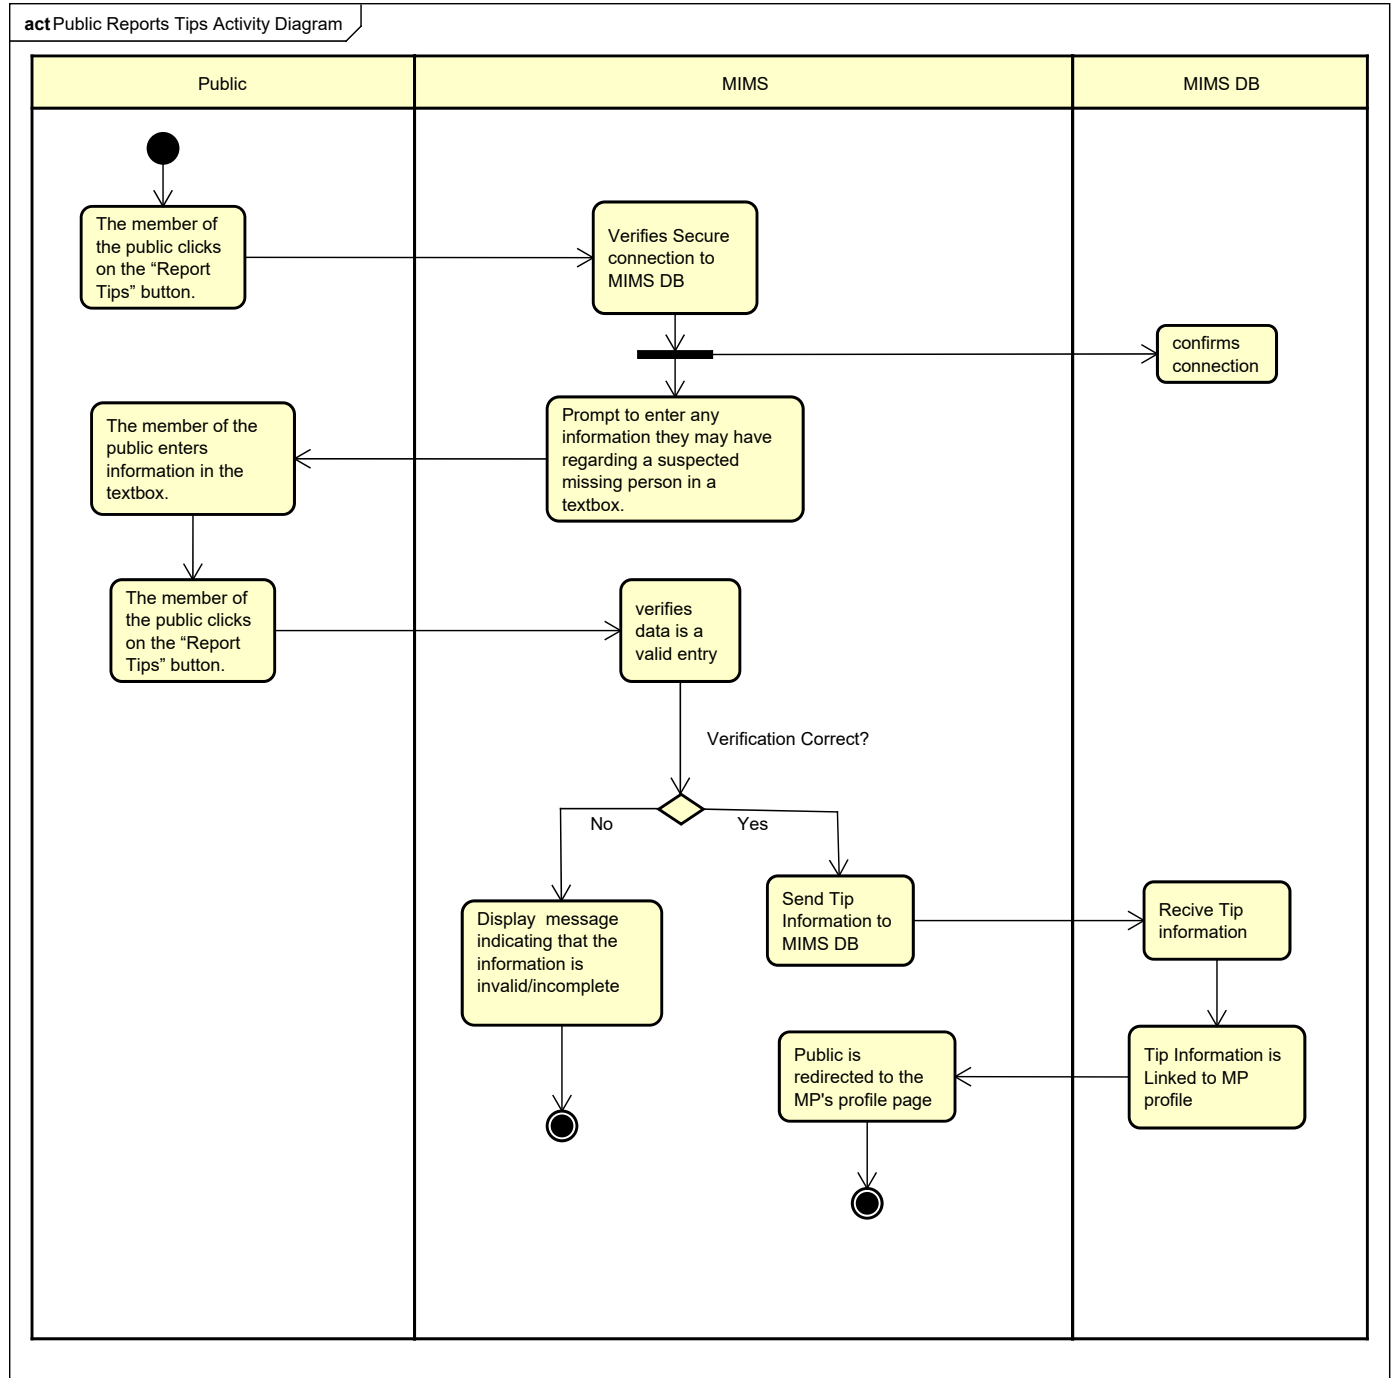 act Public Reports Tips Activity Diagram
Public
MIMS
MIMS DB
The member of
the public clicks
on the “Report
Tips” button.
Verifies Secure
connection to
MIMS DB
confirms
connection
Prompt to enter any
information they may have
regarding a suspected
missing person in a
textbox.
The member of the
public enters
information in the
textbox.
The member of
the public clicks
on the “Report
Tips” button.
verifies
data is a
valid entry
Verification Correct?
No
Yes
Display  message
indicating that the
information is
invalid/incomplete
Send Tip
Information to
MIMS DB
Recive Tip
information
Tip Information is
Linked to MP
profile
Public is
redirected to the
MP's profile page